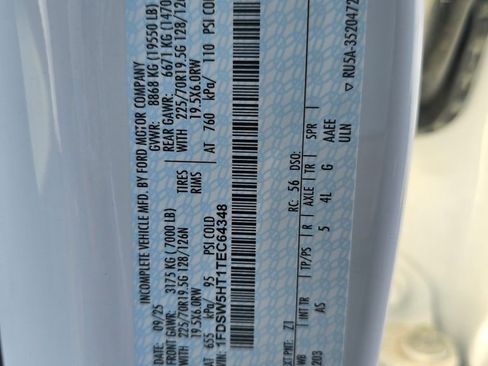 INCOMPLETE VEHICLE MFD. BY FORD MOTOR COMPANY
09/25 GVWR: 8868 KG (19550 LB)
FRONT GAWR: 3175 KG (7000 LB) REAR GAWR: 6671 KG (1470
WITH 225/70R19.5G 128/126N TIRES WITH 225/70R19.5G 128/126
19.5X6.0RW RIMS 19.5X6.0RW
AT 655 kPa/ 95 PSI COLD AT 760 kPa/ 110 PSI COLD
1FDSW5HT1TEC64348
EXT PNT: Z1 RC: 56 DSO:
WB INT TR TP/PS R AXLE TR SPR
203 A5 5 4L G AAEE
ULN
▽ RU5A-3520472